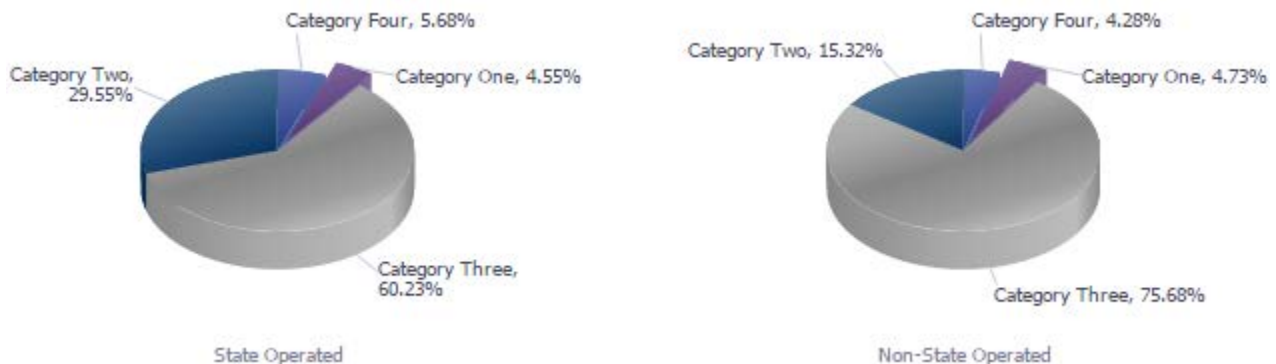 Category Four, 5.68%
Category Two,
29.55%
Category One, 4.55%
Category Three,
60.23%
State Operated
Category Four, 4.28%
Category Two, 15.32%
Category One, 4.73%
Category Three, 75.68%
Non-State Operated